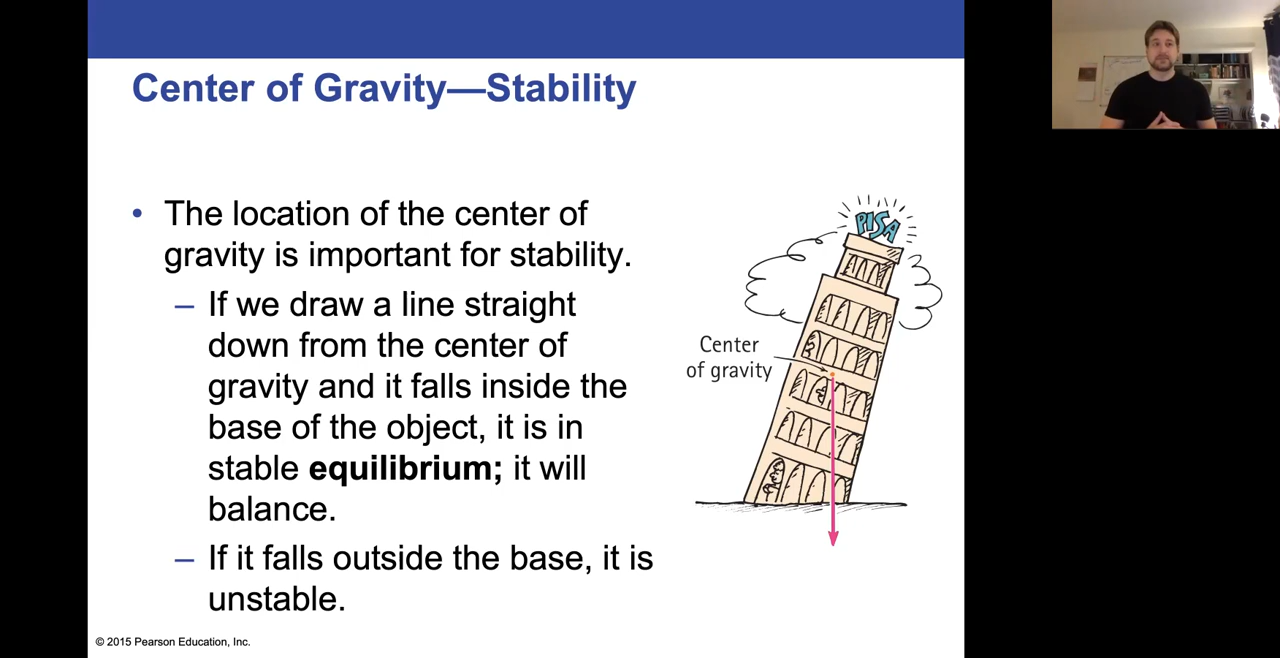 Center of Gravity—Stability
• The location of the center of
gravity is important for stability.
– If we draw a line straight
down from the center of
gravity and it falls inside the
base of the object, it is in
stable equilibrium; it will
balance.
– If it falls outside the base, it is
unstable.
PISA
Center
of gravity
© 2015 Pearson Education, Inc.